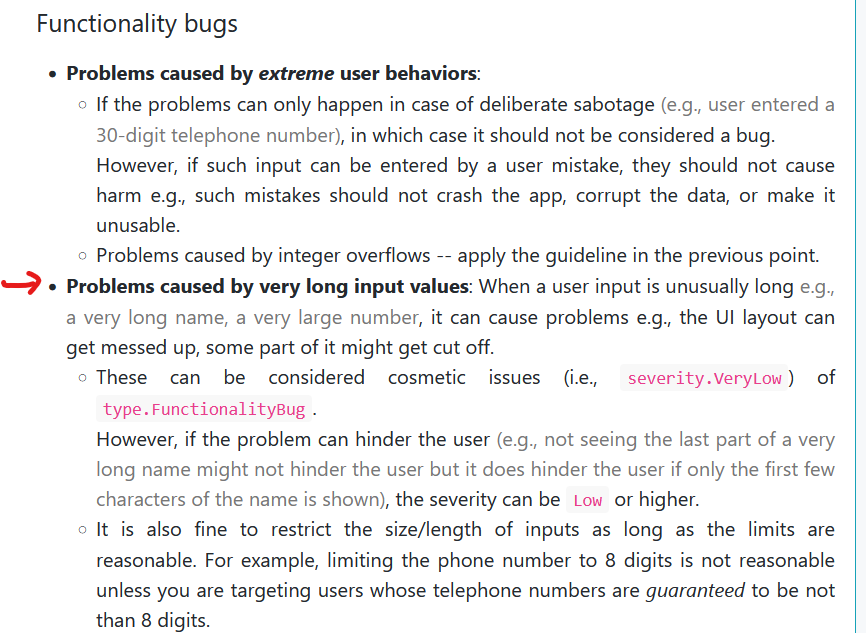 Functionality bugs
• Problems caused by extreme user behaviors:
○ If the problems can only happen in case of deliberate sabotage (e.g., user entered a
30-digit telephone number), in which case it should not be considered a bug.
However, if such input can be entered by a user mistake, they should not cause
harm e.g., such mistakes should not crash the app, corrupt the data, or make it
unusable.
○ Problems caused by integer overflows -- apply the guideline in the previous point.
• Problems caused by very long input values: When a user input is unusually long e.g.,
a very long name, a very large number, it can cause problems e.g., the UI layout can
get messed up, some part of it might get cut off.
○ These can be considered cosmetic issues (i.e., severity.VeryLow) of
type.FunctionalityBug.
However, if the problem can hinder the user (e.g., not seeing the last part of a very
long name might not hinder the user but it does hinder the user if only the first few
characters of the name is shown), the severity can be Low or higher.
○ It is also fine to restrict the size/length of inputs as long as the limits are
reasonable. For example, limiting the phone number to 8 digits is not reasonable
unless you are targeting users whose telephone numbers are guaranteed to be not
than 8 digits.